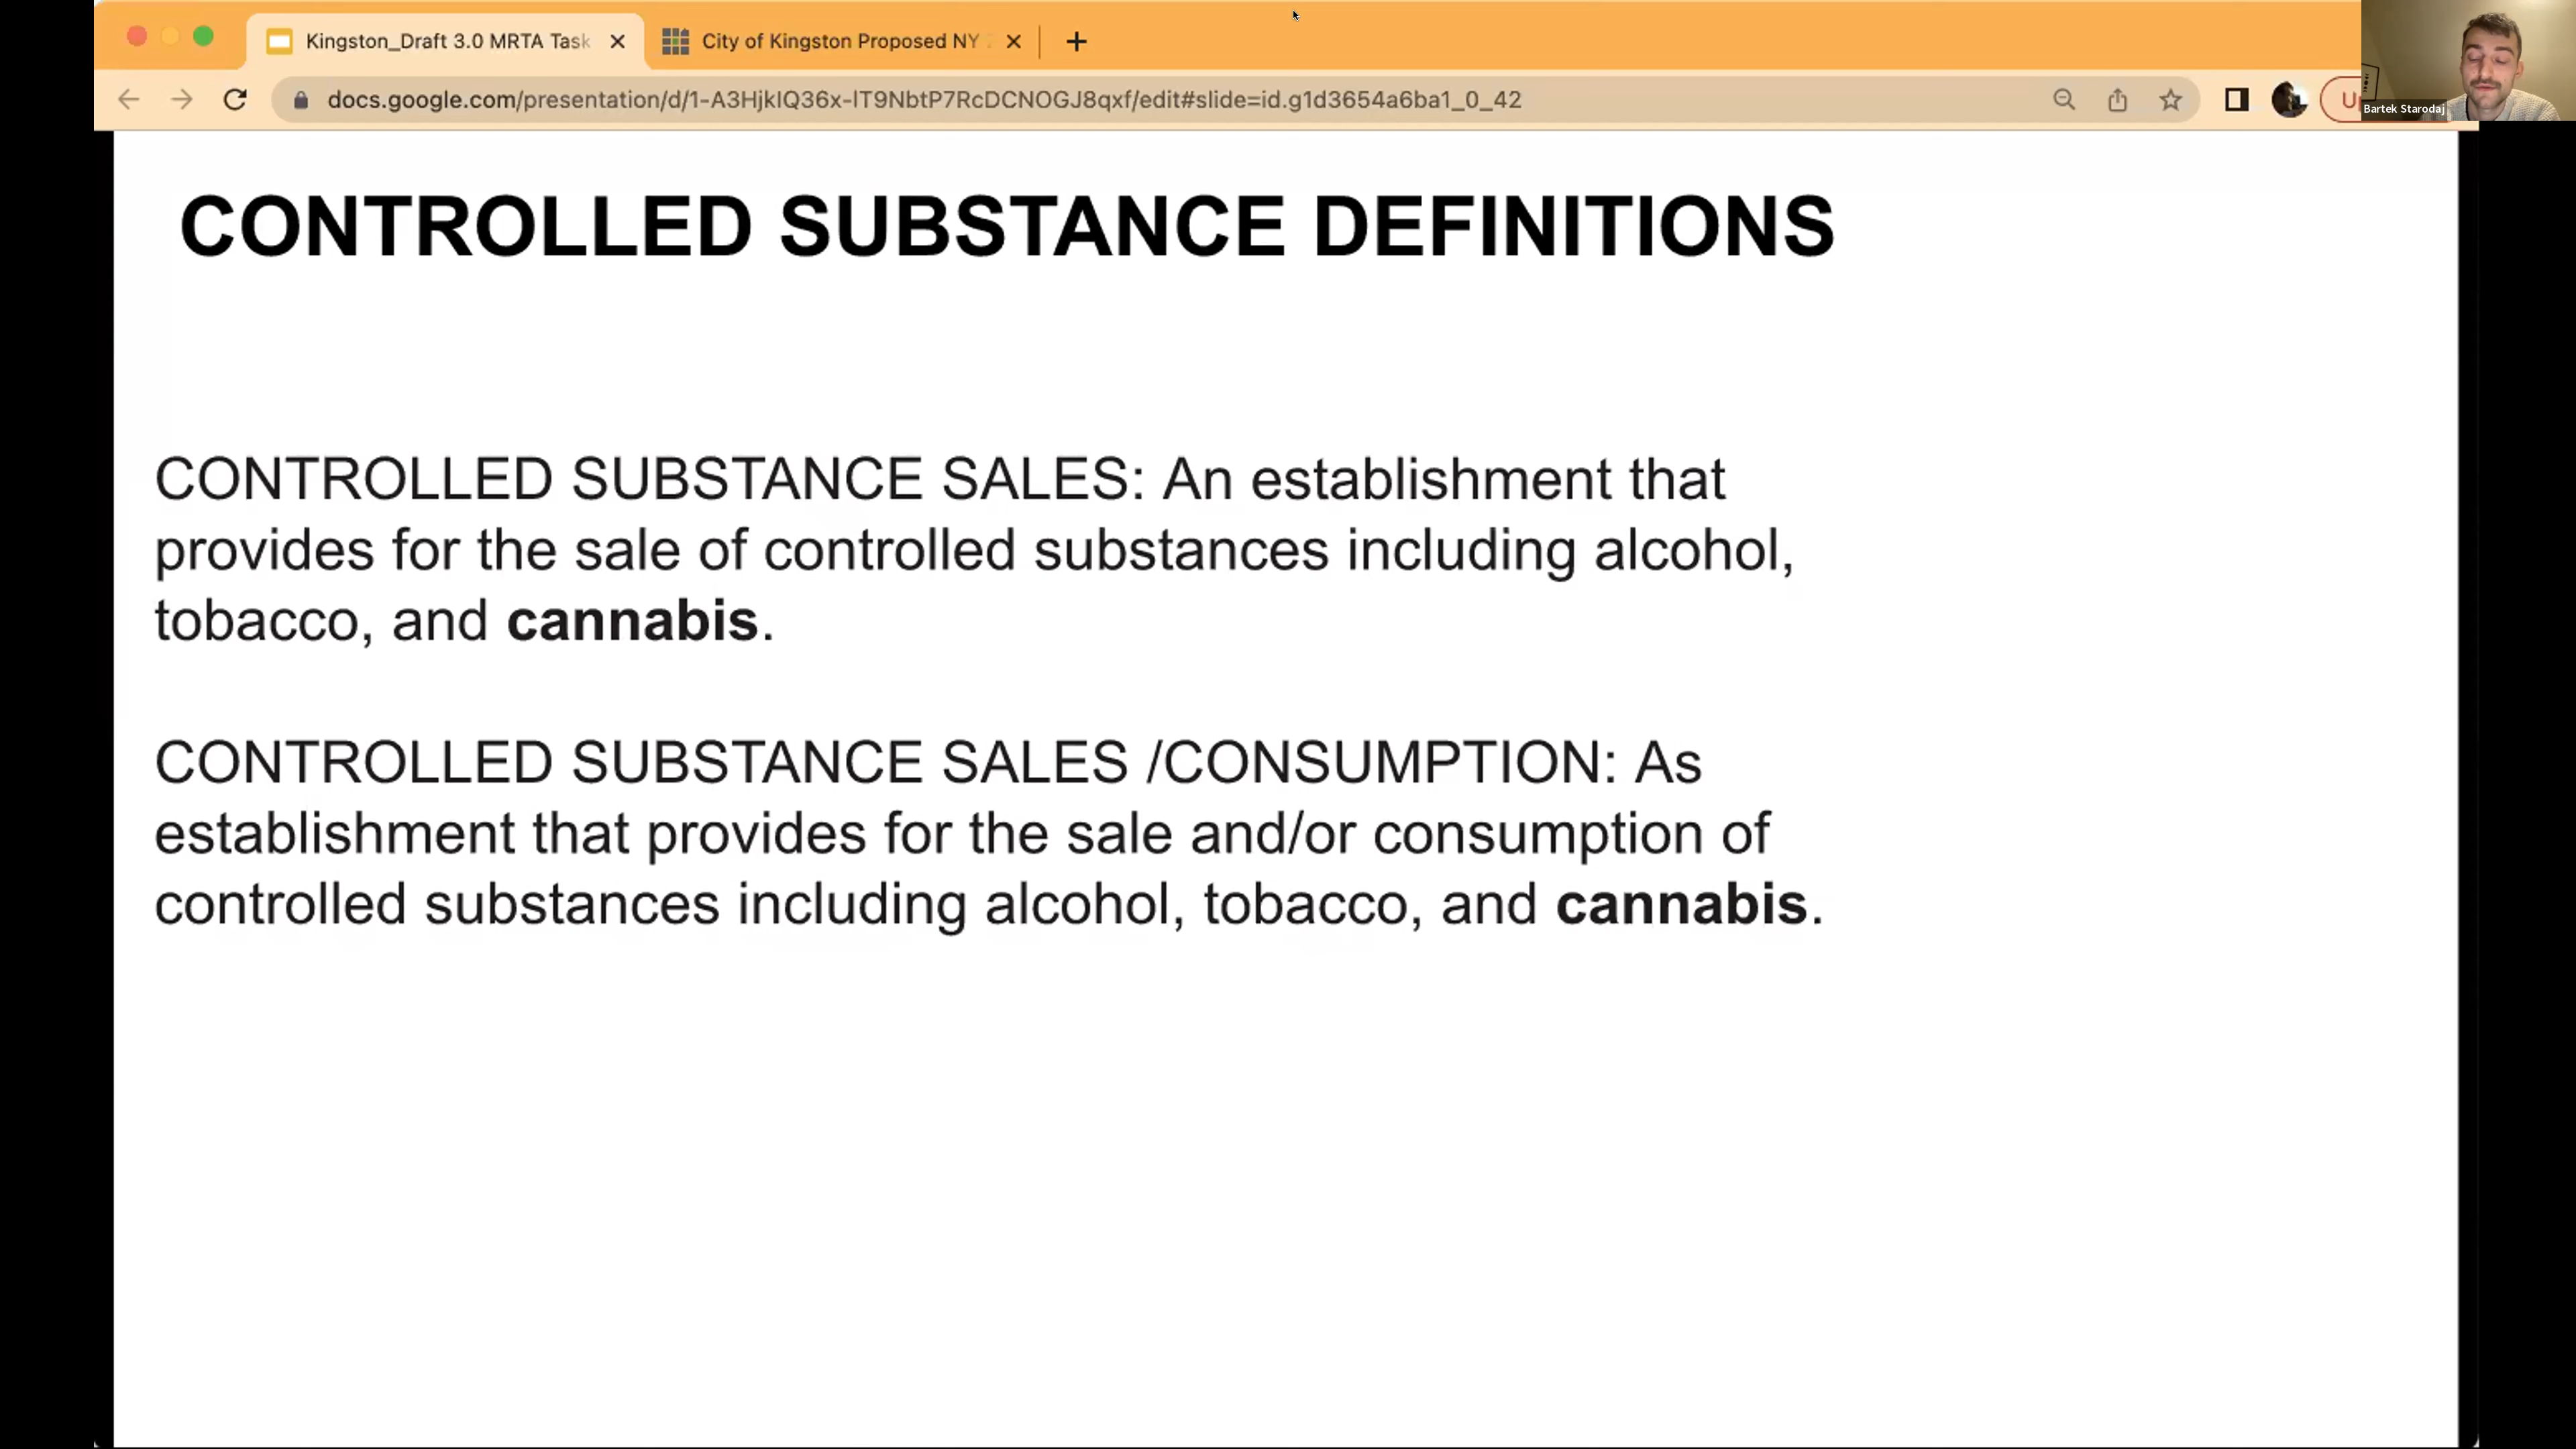 Kingston_Draft 3.0 MRTA Task
City of Kingston Proposed NY
docs.google.com/presentation/d/1-A3HjkIQ36x-IT9NbtP7RcDCNOGJ8qxf/edit#slide=id.g1d3654a6ba1_0_42
Bartek Starodaj
CONTROLLED SUBSTANCE DEFINITIONS
CONTROLLED SUBSTANCE SALES: An establishment that
provides for the sale of controlled substances including alcohol,
tobacco, and cannabis.
CONTROLLED SUBSTANCE SALES /CONSUMPTION: As
establishment that provides for the sale and/or consumption of
controlled substances including alcohol, tobacco, and cannabis.